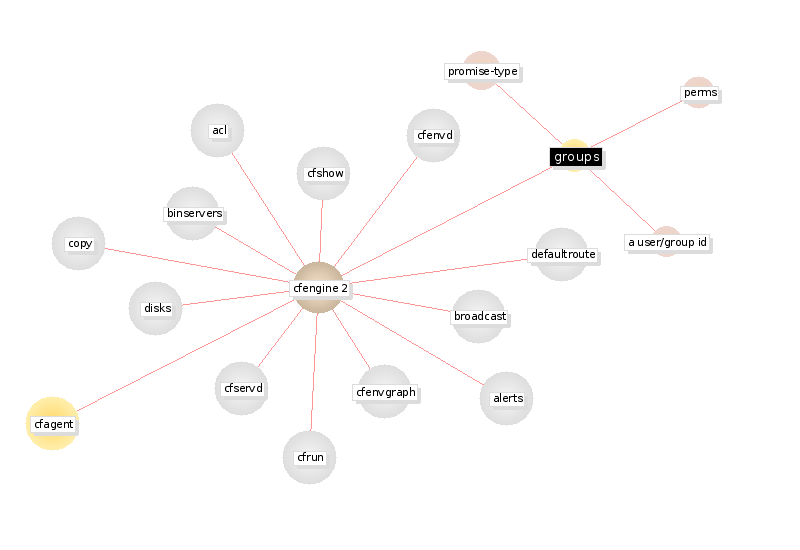 promise-type
perms
acl
cfenvd
groups
cfshow
binservers
copy
a user/group id
defaultroute
cfengine 2
disks
broadcast
cfservd
cfenvgraph
alerts
cfagent
cfrun